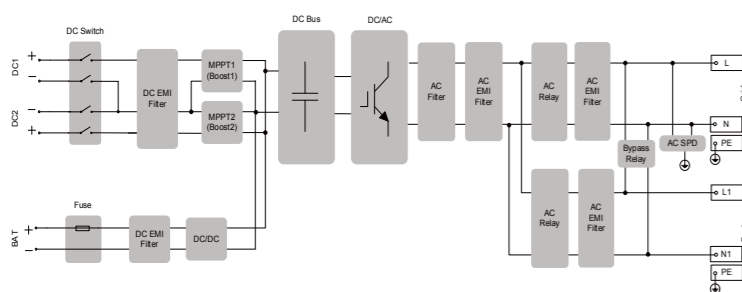 DC Switch
DC1
+
−
DC2
−
+
DC EMI
Filter
MPPT1
(Boost1)
MPPT2
(Boost2)
DC Bus
DC/AC
AC
Filter
AC
EMI
Filter
AC
Relay
AC
EMI
Filter
Bypass
Relay
AC SPD
L
N
PE
Fuse
BAT
+
−
DC EMI
Filter
DC/DC
AC
Relay
AC
EMI
Filter
L1
N1
PE